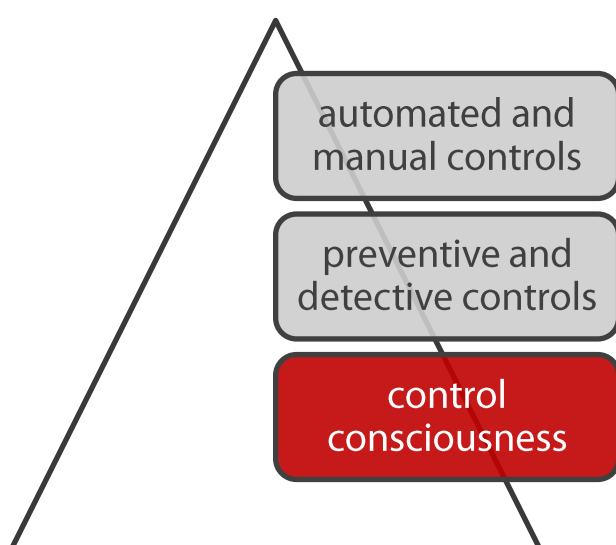 automated and
manual controls
preventive and
detective controls
control
consciousness